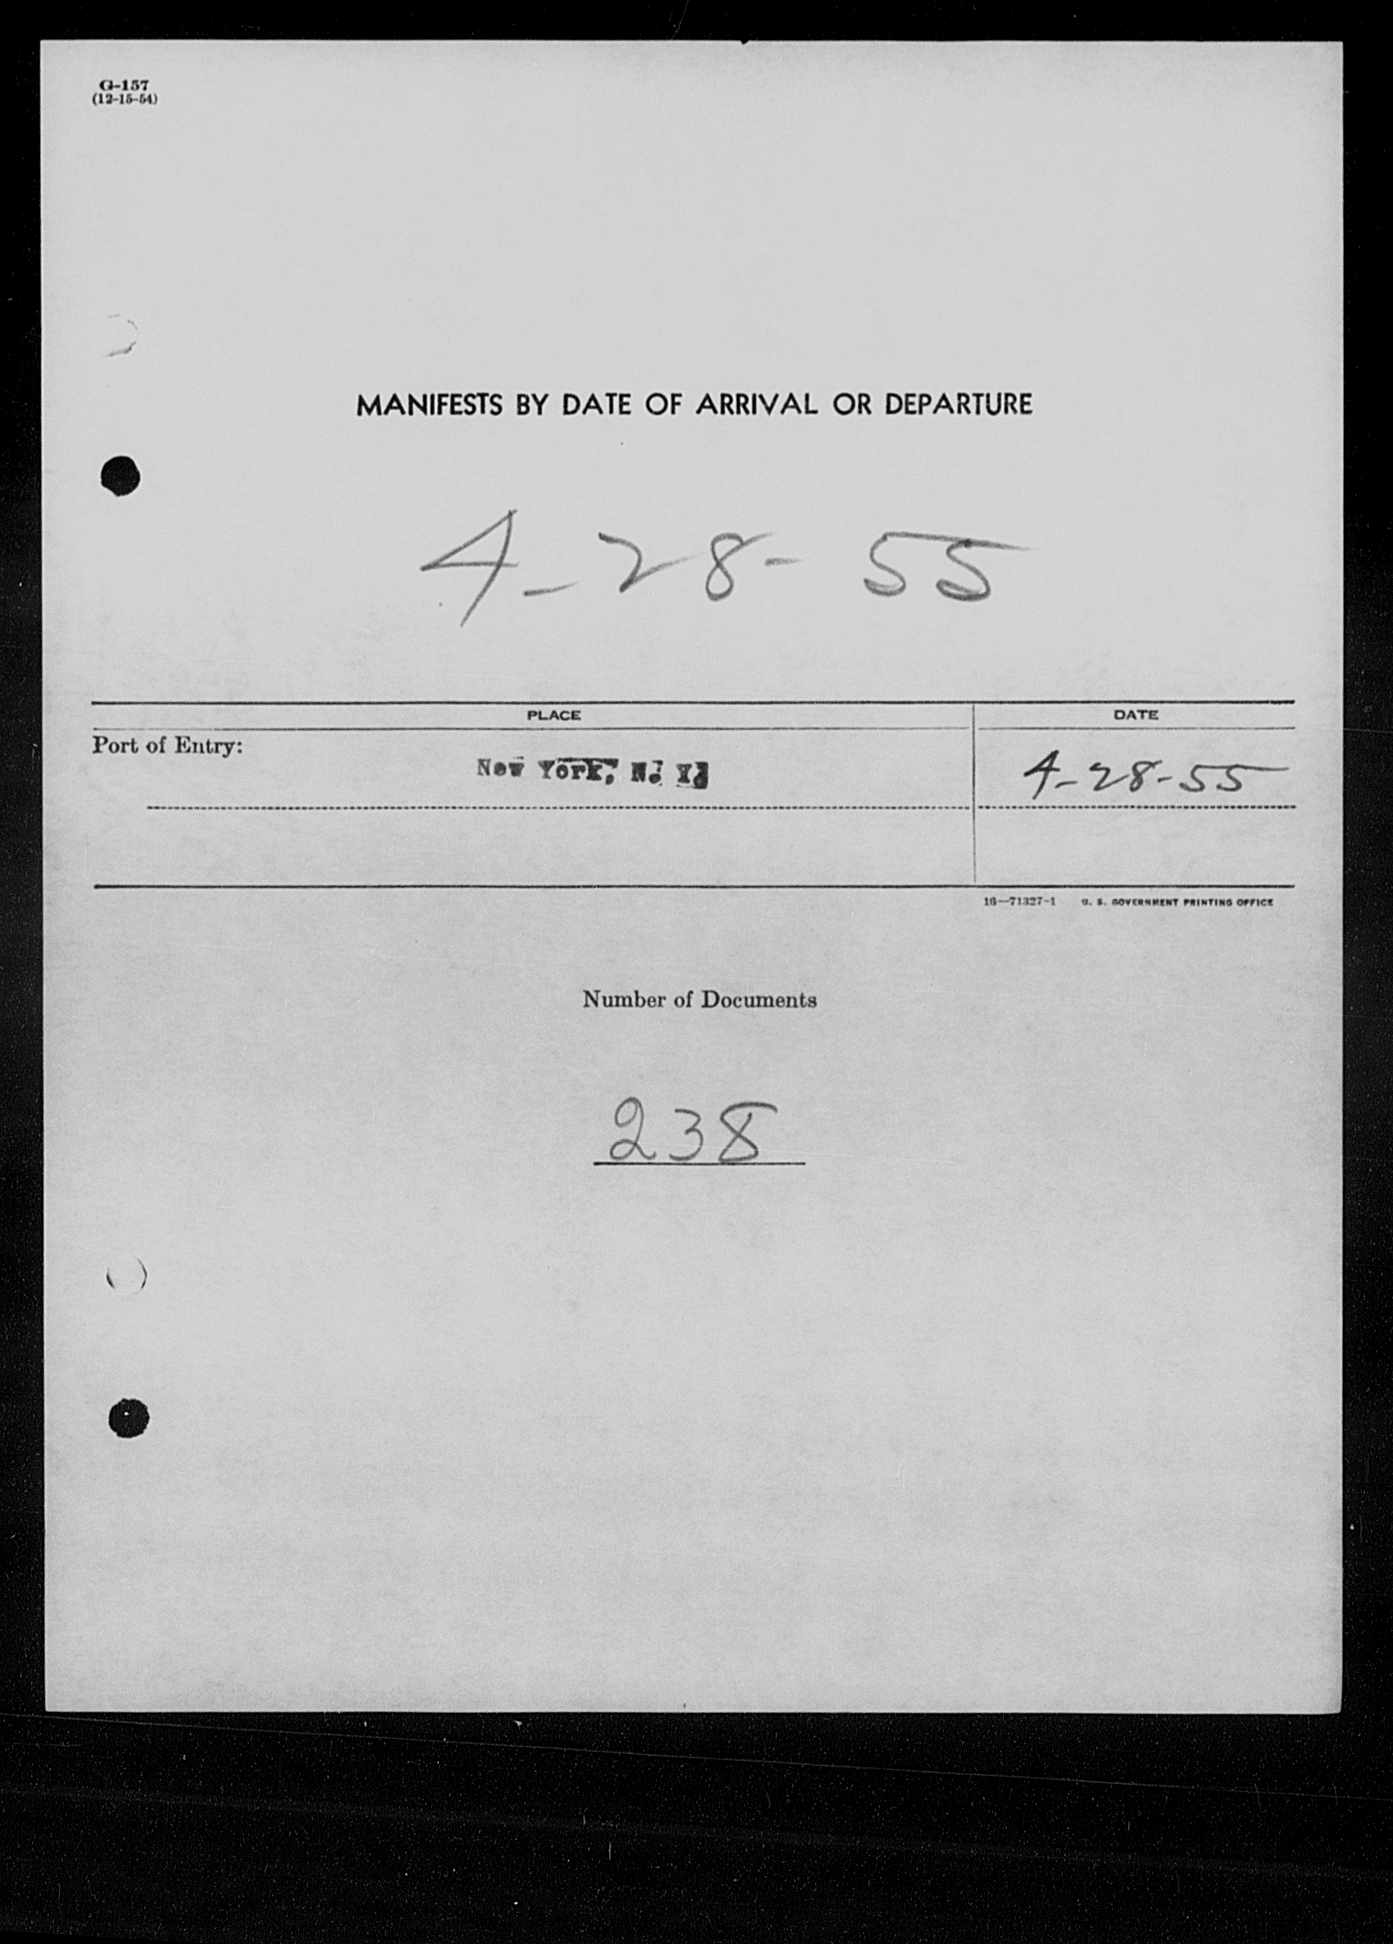 G-157
(12-15-54)
MANIFESTS BY DATE OF ARRIVAL OR DEPARTURE
4-28-55
PLACE DATE
Port of Entry: New York, N. Y. 4-28-55
16—71327-1 U. S. GOVERNMENT PRINTING OFFICE
Number of Documents
238